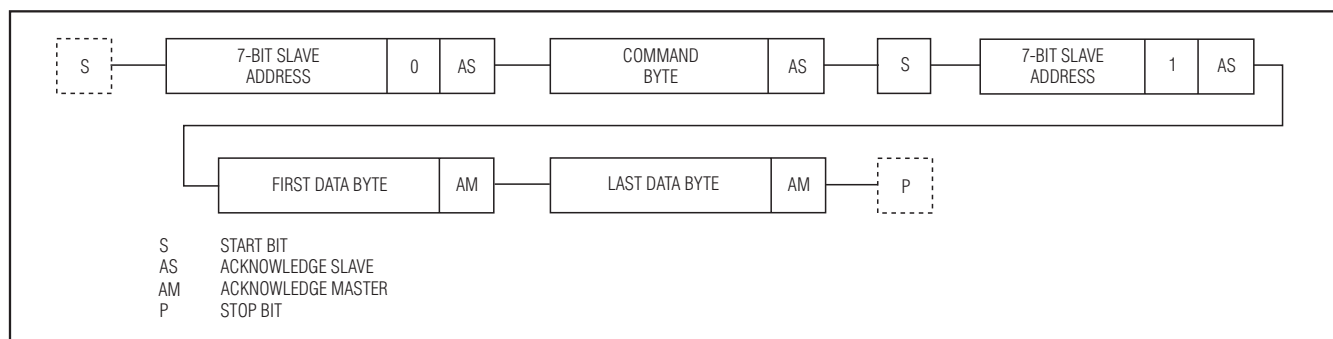 S
7-BIT SLAVE
ADDRESS
0
AS
COMMAND
BYTE
AS
S
7-BIT SLAVE
ADDRESS
1
AS
FIRST DATA BYTE
AM
LAST DATA BYTE
AM
P
S START BIT
AS ACKNOWLEDGE SLAVE
AM ACKNOWLEDGE MASTER
P STOP BIT